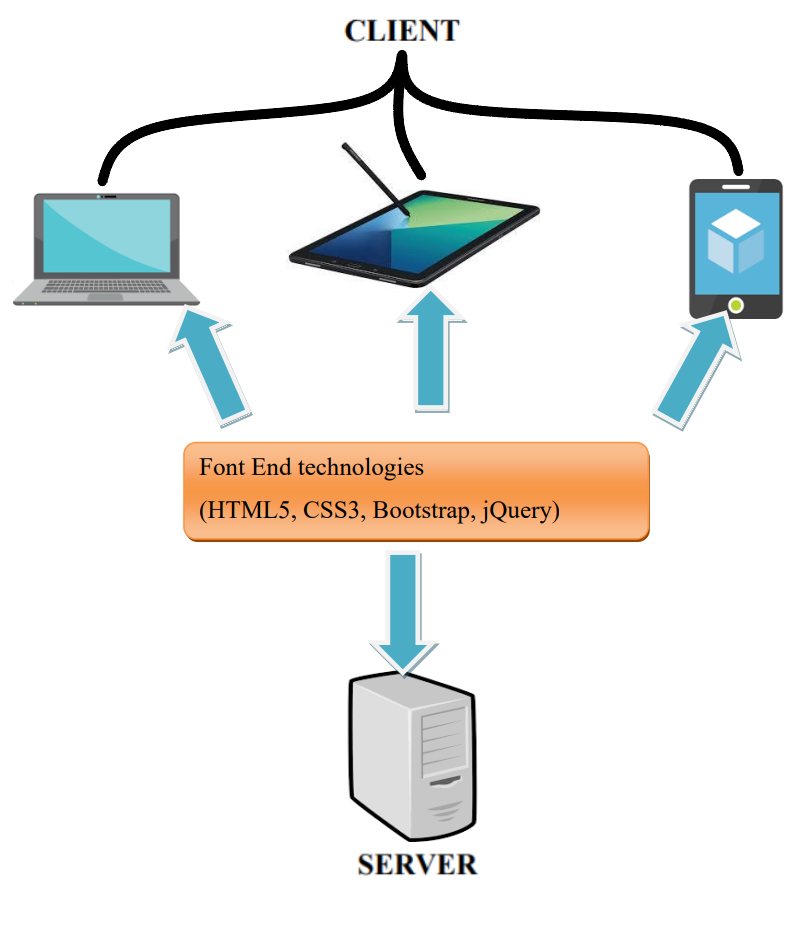 CLIENT
Font End technologies
(HTML5, CSS3, Bootstrap, jQuery)
SERVER